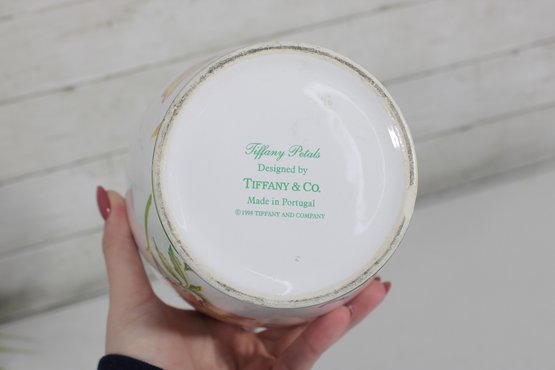 Tiffany Petals
Designed by
TIFFANY & CO.
Made in Portugal
© 1998 TIFFANY AND COMPANY